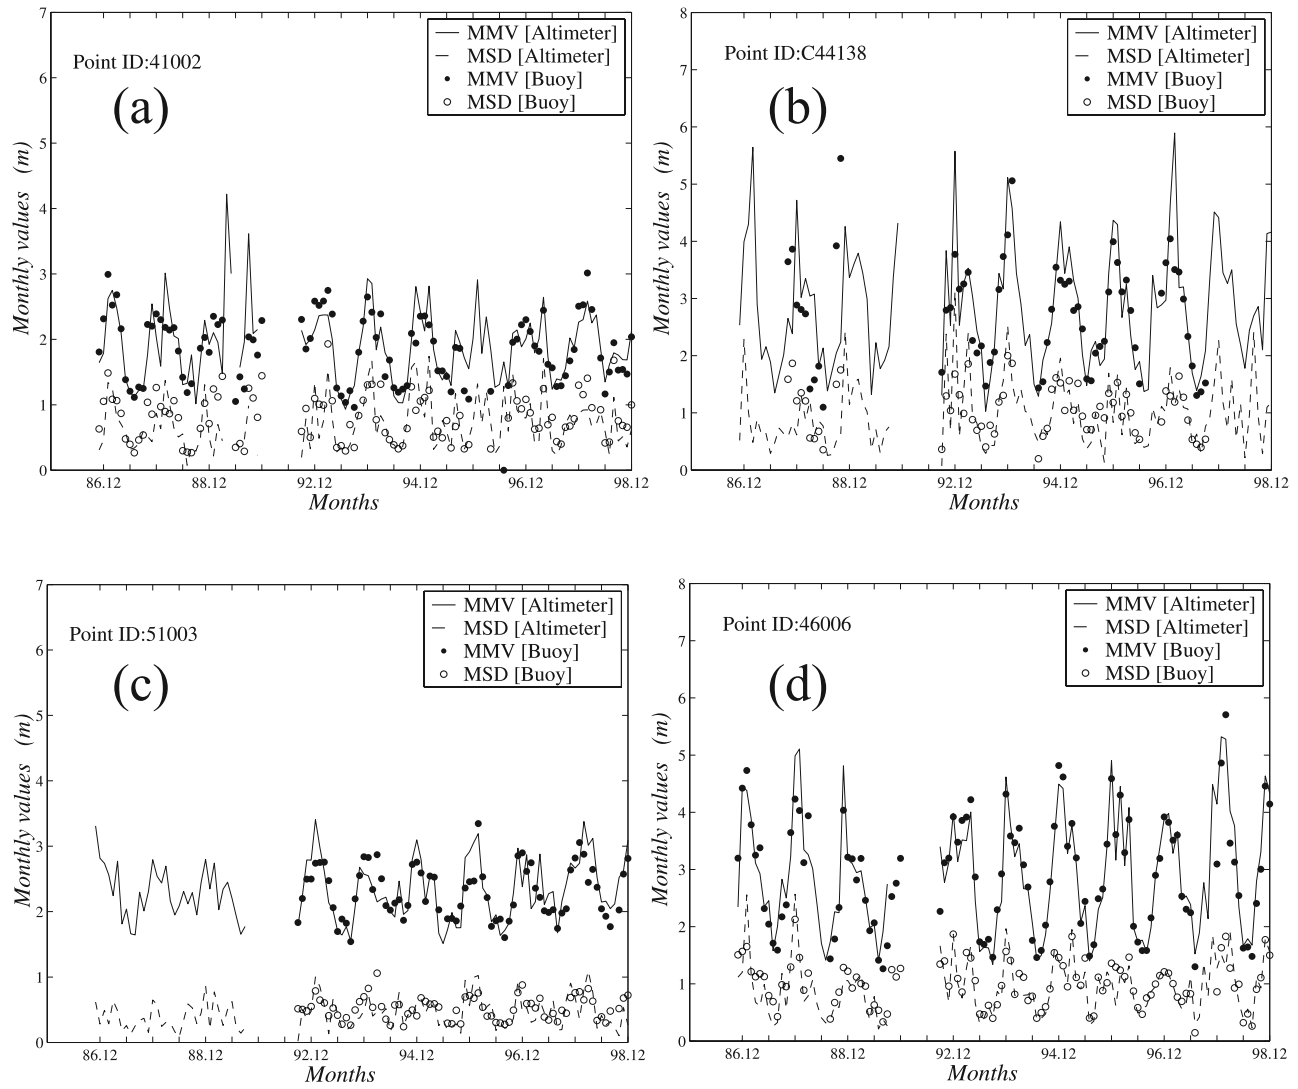 7
6
5
4
3
2
1
0
Monthly values (m)
Point ID:41002
(a)
MMV [Altimeter]
MSD [Altimeter]
MMV [Buoy]
MSD [Buoy]
86.12 88.12 92.12 94.12 96.12 98.12
Months
8
7
6
5
4
3
2
1
0
Monthly values (m)
Point ID:C44138
(b)
MMV [Altimeter]
MSD [Altimeter]
MMV [Buoy]
MSD [Buoy]
86.12 88.12 92.12 94.12 96.12 98.12
Months
7
6
5
4
3
2
1
0
Monthly values (m)
Point ID:51003
(c)
MMV [Altimeter]
MSD [Altimeter]
MMV [Buoy]
MSD [Buoy]
86.12 88.12 92.12 94.12 96.12 98.12
Months
8
7
6
5
4
3
2
1
0
Monthly values (m)
Point ID:46006
(d)
MMV [Altimeter]
MSD [Altimeter]
MMV [Buoy]
MSD [Buoy]
86.12 88.12 92.12 94.12 96.12 98.12
Months